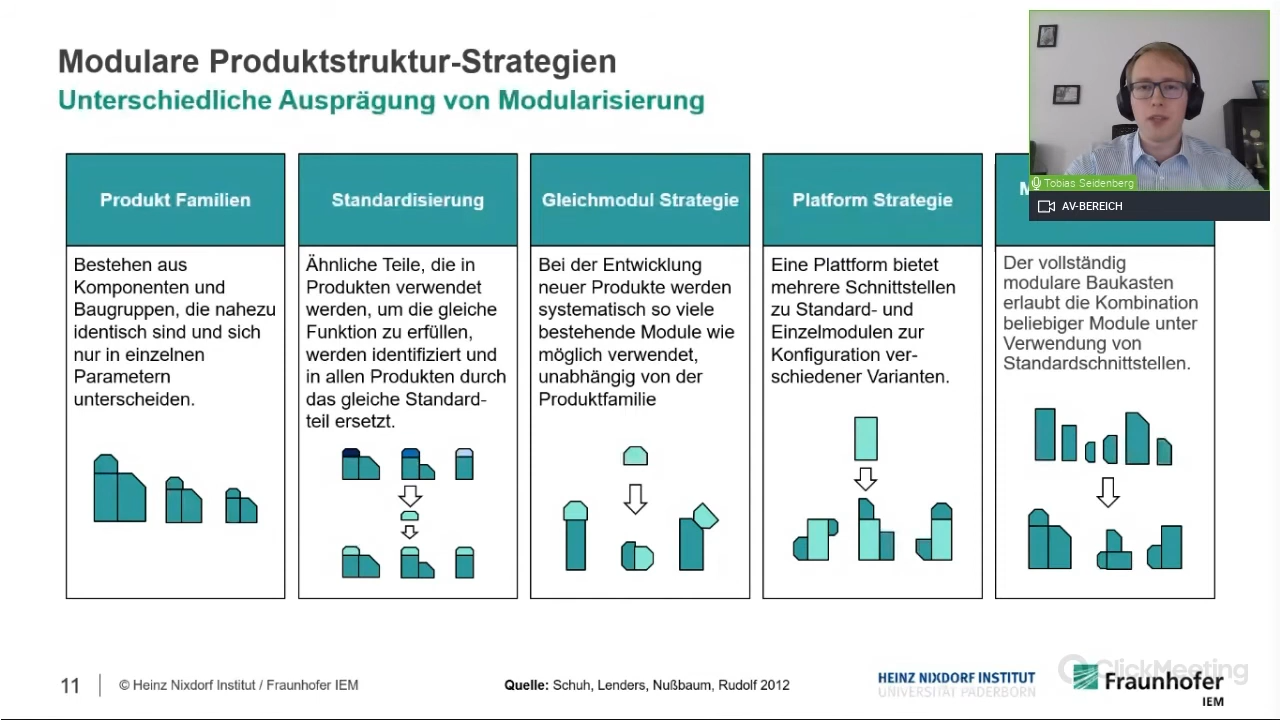 Modulare Produktstruktur-Strategien
Unterschiedliche Ausprägung von Modularisierung
Tobias Seidenberg
AV-BEREICH
Produkt Familien
Bestehen aus
Komponenten und
Baugruppen, die nahezu
identisch sind und sich
nur in einzelnen
Parametern
unterscheiden.
Standardisierung
Ähnliche Teile, die in
Produkten verwendet
werden, um die gleiche
Funktion zu erfüllen,
werden identifiziert und
in allen Produkten durch
das gleiche Standard-
teil ersetzt.
Gleichmodul Strategie
Bei der Entwicklung
neuer Produkte werden
systematisch so viele
bestehende Module wie
möglich verwendet,
unabhängig von der
Produktfamilie
Platform Strategie
Eine Plattform bietet
mehrere Schnittstellen
zu Standard- und
Einzelmodulen zur
Konfiguration ver-
schiedener Varianten.
Der vollständig
modulare Baukasten
erlaubt die Kombination
beliebiger Module unter
Verwendung von
Standardschnittstellen.
11
© Heinz Nixdorf Institut / Fraunhofer IEM
Quelle: Schuh, Lenders, Nußbaum, Rudolf 2012
HEINZ NIXDORF INSTITUT
UNIVERSITÄT PADERBORN
ClickMeeting
Fraunhofer
IEM